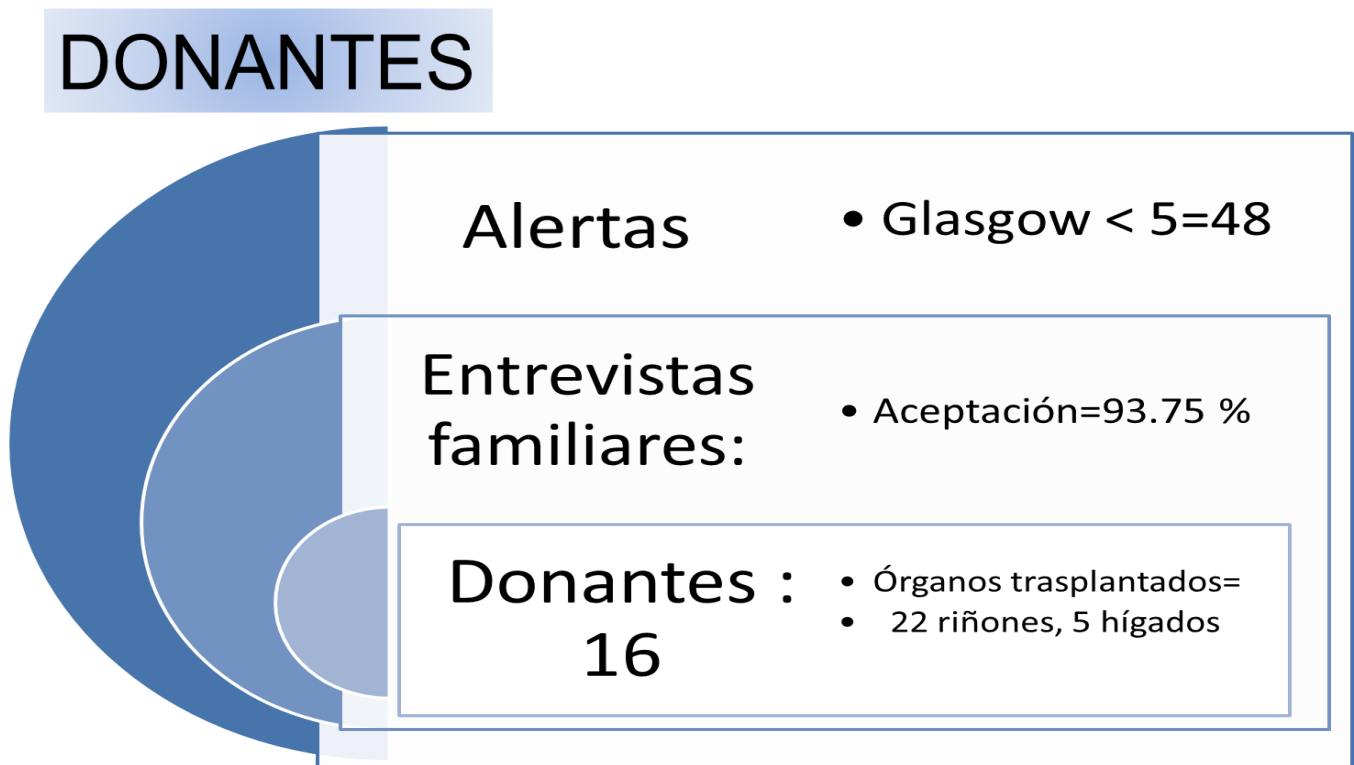 DONANTES
Alertas
• Glasgow < 5=48
Entrevistas
familiares:
• Aceptación=93.75 %
Donantes :
16
• Órganos trasplantados=
• 22 riñones, 5 hígados